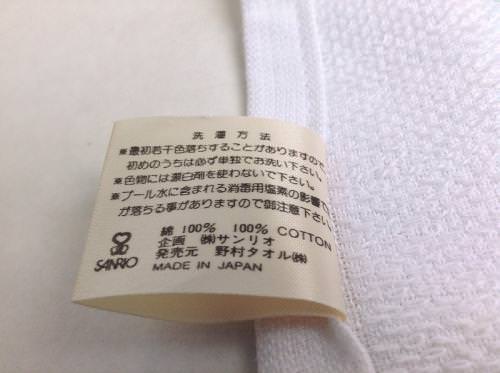 洗濯方法
※最初若干色落ちすることがありますので
初めのうちは必ず単独でお洗い下さい。
※色物には漂白剤を使わないで下さい。
※プール水に含まれる消毒用塩素の影響で
が落ちる事がありますので御注意下さい
綿 100% 100% COTTON
企画 ㈱サンリオ
発売元 野村タオル㈱
SANRIO
MADE IN JAPAN